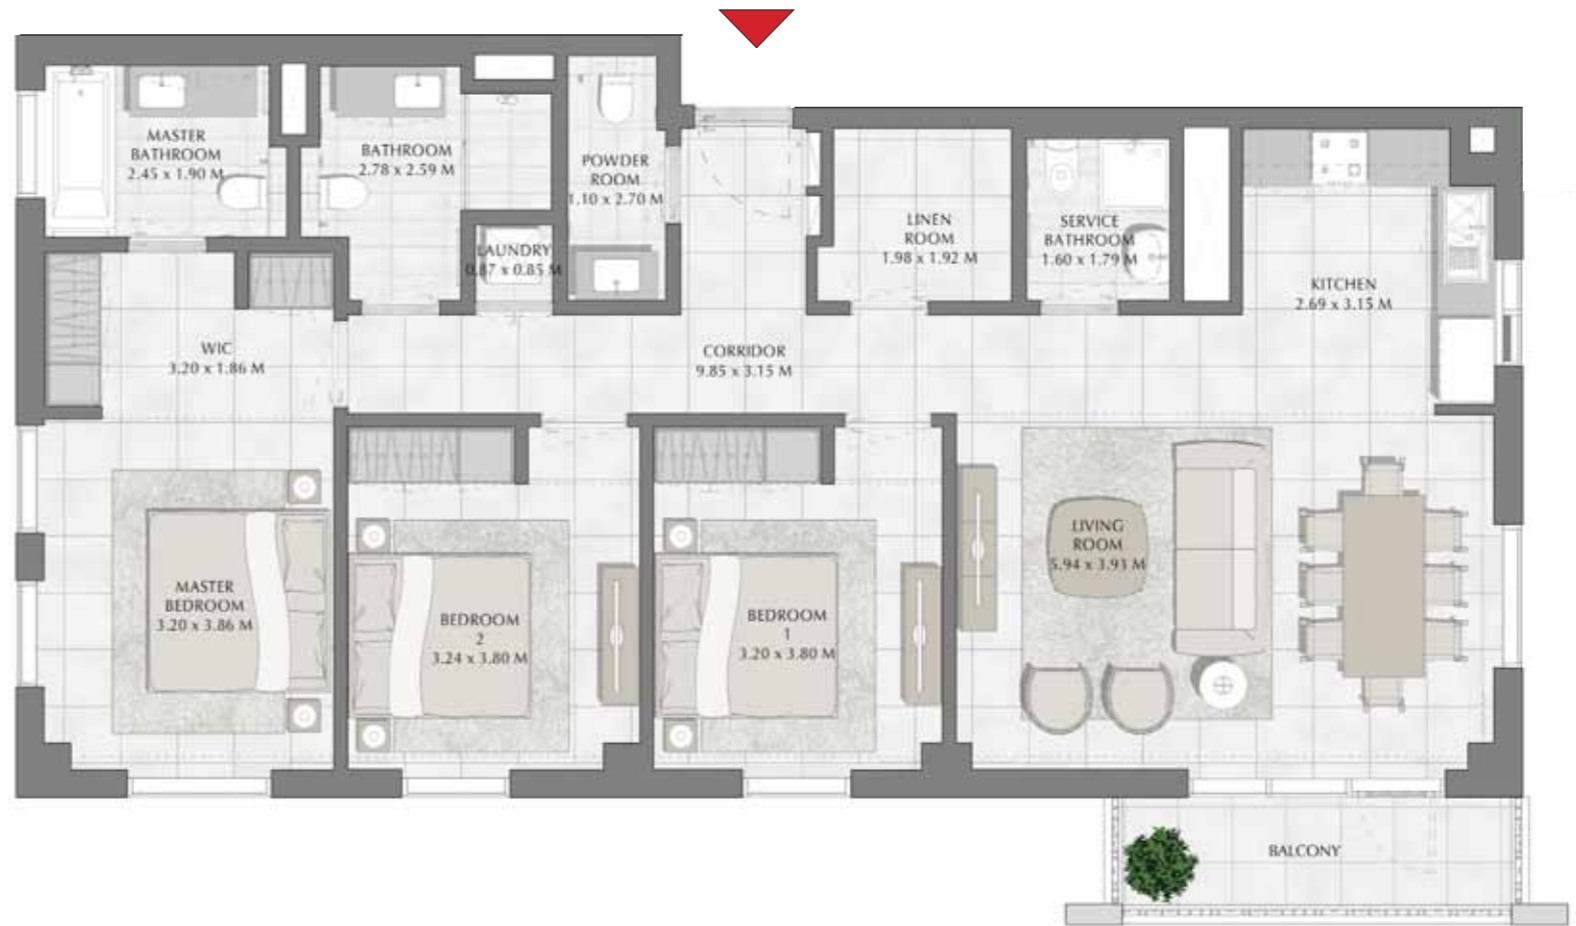 MASTER
BATHROOM
2.45 x 1.90 M
BATHROOM
2.78 x 2.59 M
POWDER
ROOM
1.10 x 2.70 M
LAUNDRY
0.87 x 0.85 M
LINEN
ROOM
1.98 x 1.92 M
SERVICE
BATHROOM
1.60 x 1.79 M
KITCHEN
2.69 x 3.15 M
WIC
3.20 x 1.86 M
CORRIDOR
9.85 x 3.15 M
MASTER
BEDROOM
3.20 x 3.86 M
BEDROOM
2
3.24 x 3.80 M
BEDROOM
1
3.20 x 3.80 M
LIVING
ROOM
5.94 x 3.93 M
BALCONY